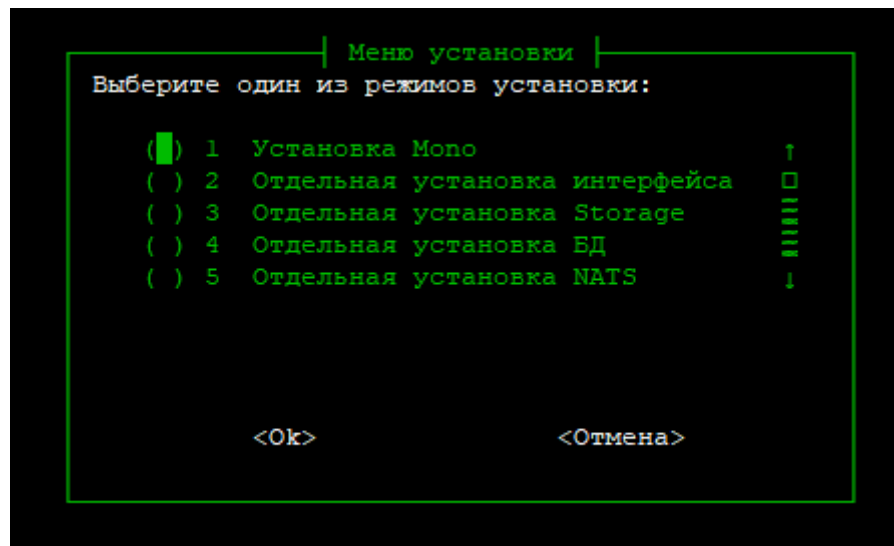 Меню установки
Выберите один из режимов установки:
( ) 1 Установка Mono
( ) 2 Отдельная установка интерфейса
( ) 3 Отдельная установка Storage
( ) 4 Отдельная установка БД
( ) 5 Отдельная установка NATS
<Ok> <Отмена>